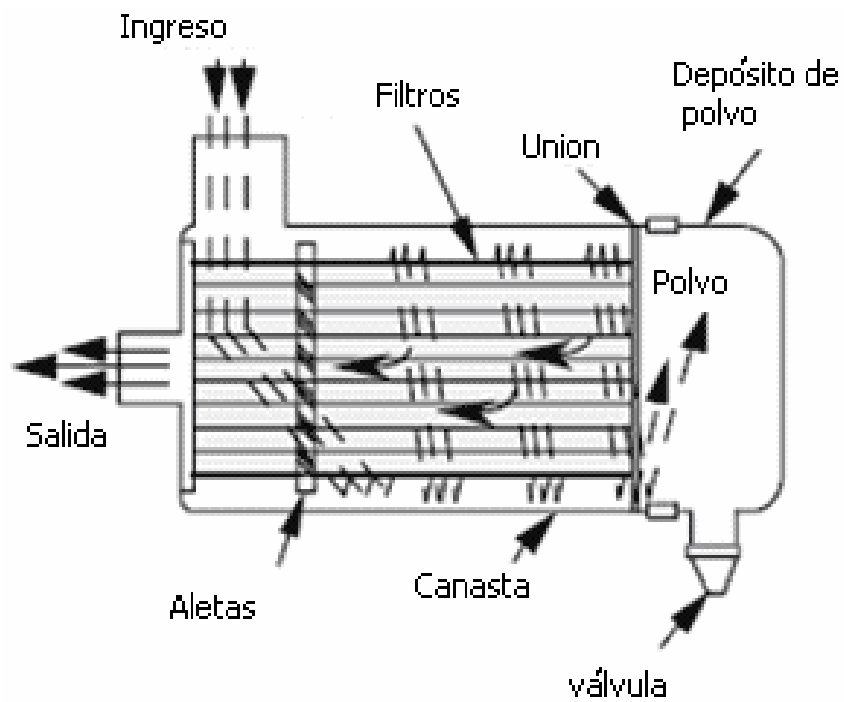 Ingreso
Depósito de
polvo
Filtros
Union
Polvo
Salida
Canasta
Aletas
válvula